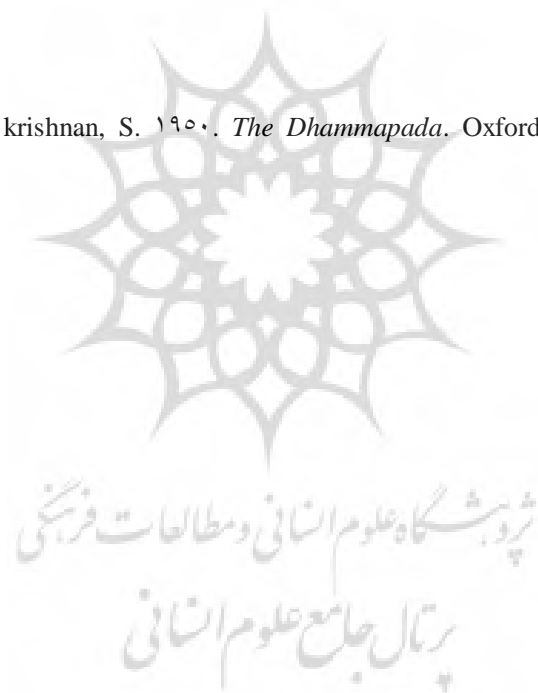 krishnan, S. ۱۹۵۰. The Dhammapada. Oxford
پژوهشگاه علوم انسانی و مطالعات فرهنگی
پرتال جامع علوم انسانی